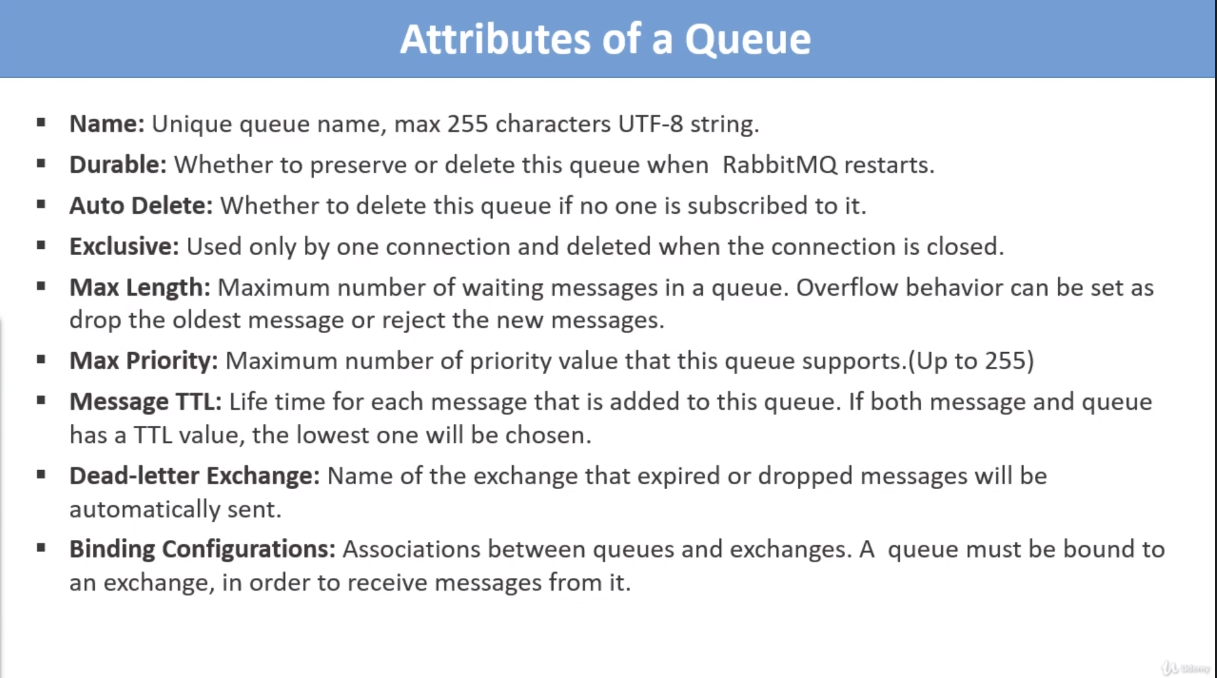 Attributes of a Queue
▪ Name: Unique queue name, max 255 characters UTF-8 string.
▪ Durable: Whether to preserve or delete this queue when  RabbitMQ restarts.
▪ Auto Delete: Whether to delete this queue if no one is subscribed to it.
▪ Exclusive: Used only by one connection and deleted when the connection is closed.
▪ Max Length: Maximum number of waiting messages in a queue. Overflow behavior can be set as
drop the oldest message or reject the new messages.
▪ Max Priority: Maximum number of priority value that this queue supports.(Up to 255)
▪ Message TTL: Life time for each message that is added to this queue. If both message and queue
has a TTL value, the lowest one will be chosen.
▪ Dead-letter Exchange: Name of the exchange that expired or dropped messages will be
automatically sent.
▪ Binding Configurations: Associations between queues and exchanges. A  queue must be bound to
an exchange, in order to receive messages from it.
Udemy